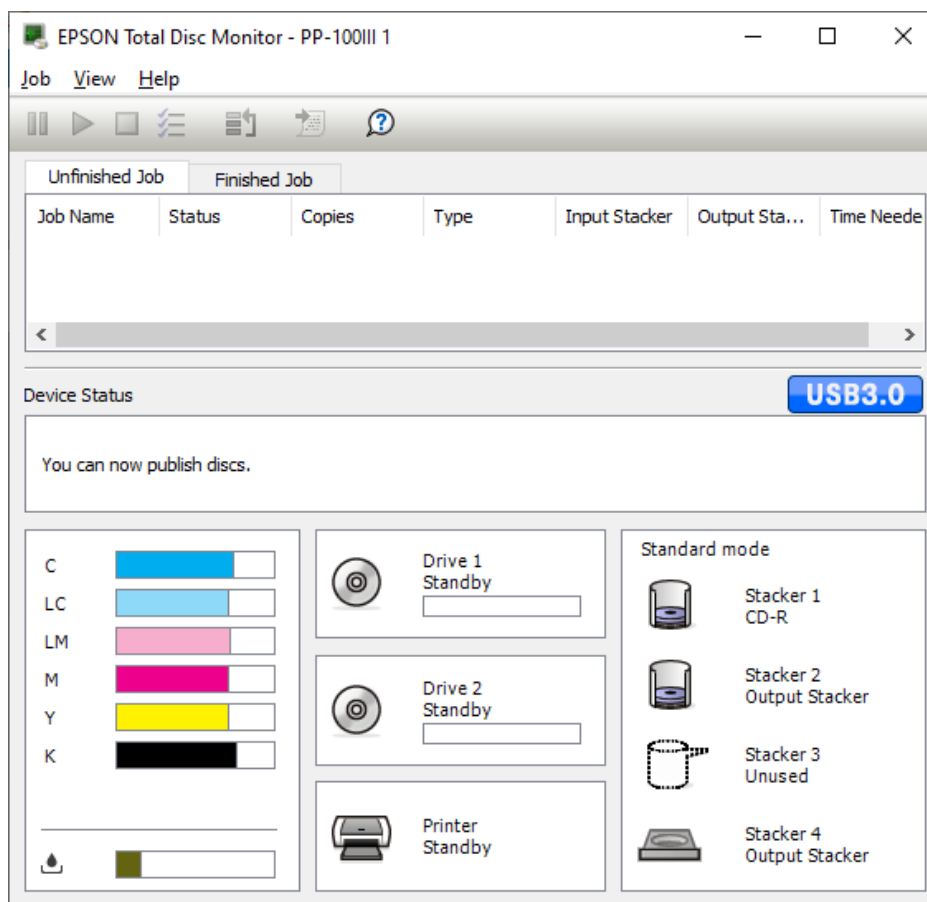 EPSON Total Disc Monitor - PP-100III 1
Job View Help
Unfinished Job Finished Job
Job Name Status Copies Type Input Stacker Output Sta... Time Neede
Device Status
USB3.0
You can now publish discs.
C
LC
LM
M
Y
K
Drive 1
Standby
Drive 2
Standby
Printer
Standby
Standard mode
Stacker 1
CD-R
Stacker 2
Output Stacker
Stacker 3
Unused
Stacker 4
Output Stacker